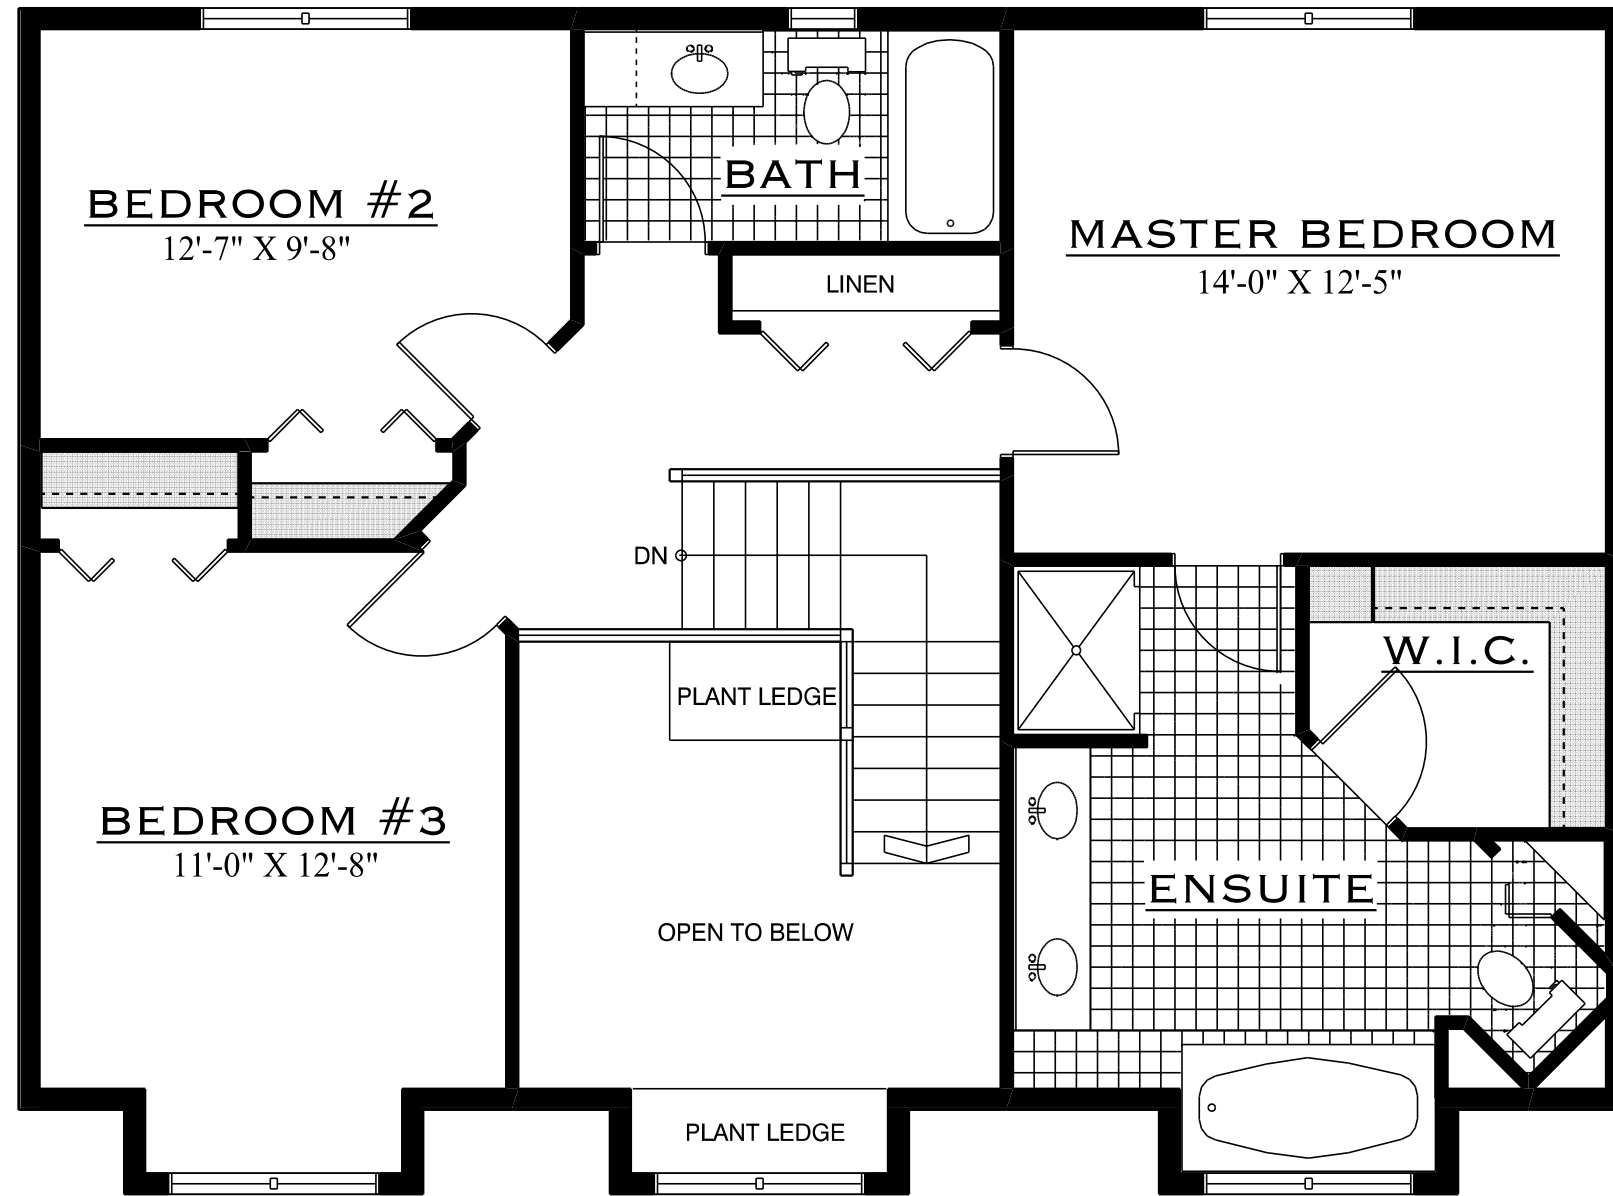 BATH
BEDROOM #2
12'-7" X 9'-8"
MASTER BEDROOM
14'-0" X 12'-5"
LINEN
DN
W.I.C.
PLANT LEDGE
BEDROOM #3
11'-0" X 12'-8"
ENSUITE
OPEN TO BELOW
PLANT LEDGE